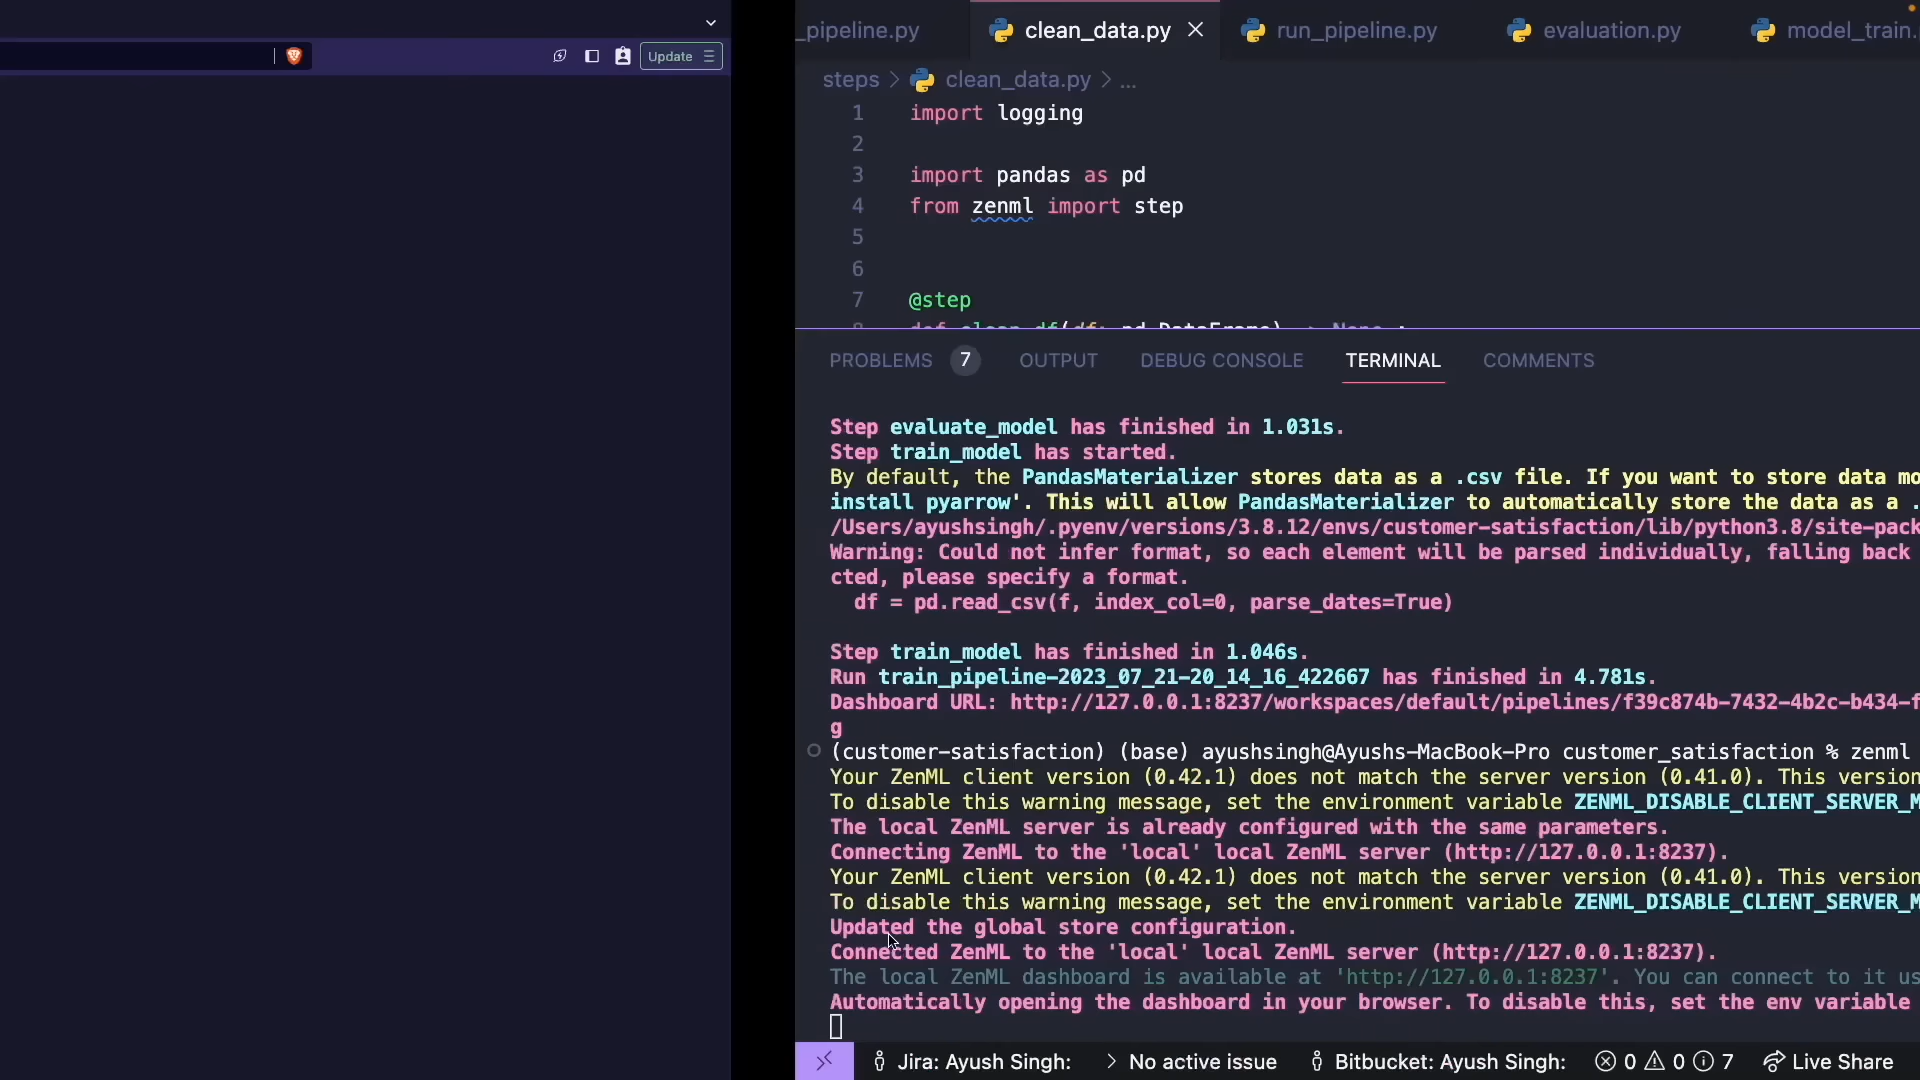 Update
_pipeline.py
clean_data.py
run_pipeline.py
evaluation.py
model_train.
steps > clean_data.py > ...
1 import logging
2
3 import pandas as pd
4 from zenml import step
5
6
7 @step
8 def clean_df(df: pd.DataFrame) -> None :
PROBLEMS 7 OUTPUT DEBUG CONSOLE TERMINAL COMMENTS
Step evaluate_model has finished in 1.031s.
Step train_model has started.
By default, the PandasMaterializer stores data as a .csv file. If you want to store data mo
install pyarrow'. This will allow PandasMaterializer to automatically store the data as a .
/Users/ayushsingh/.pyenv/versions/3.8.12/envs/customer-satisfaction/lib/python3.8/site-pack
Warning: Could not infer format, so each element will be parsed individually, falling back
cted, please specify a format.
df = pd.read_csv(f, index_col=0, parse_dates=True)
Step train_model has finished in 1.046s.
Run train_pipeline-2023_07_21-20_14_16_422667 has finished in 4.781s.
Dashboard URL: http://127.0.0.1:8237/workspaces/default/pipelines/f39c874b-7432-4b2c-b434-f
g
(customer-satisfaction) (base) ayushsingh@Ayushs-MacBook-Pro customer_satisfaction % zenml
Your ZenML client version (0.42.1) does not match the server version (0.41.0). This version
To disable this warning message, set the environment variable ZENML_DISABLE_CLIENT_SERVER_M
The local ZenML server is already configured with the same parameters.
Connecting ZenML to the 'local' local ZenML server (http://127.0.0.1:8237).
Your ZenML client version (0.42.1) does not match the server version (0.41.0). This version
To disable this warning message, set the environment variable ZENML_DISABLE_CLIENT_SERVER_M
Updated the global store configuration.
Connected ZenML to the 'local' local ZenML server (http://127.0.0.1:8237).
The local ZenML dashboard is available at 'http://127.0.0.1:8237'. You can connect to it us
Automatically opening the dashboard in your browser. To disable this, set the env variable
Jira: Ayush Singh: > No active issue Bitbucket: Ayush Singh: 0 0 7 Live Share